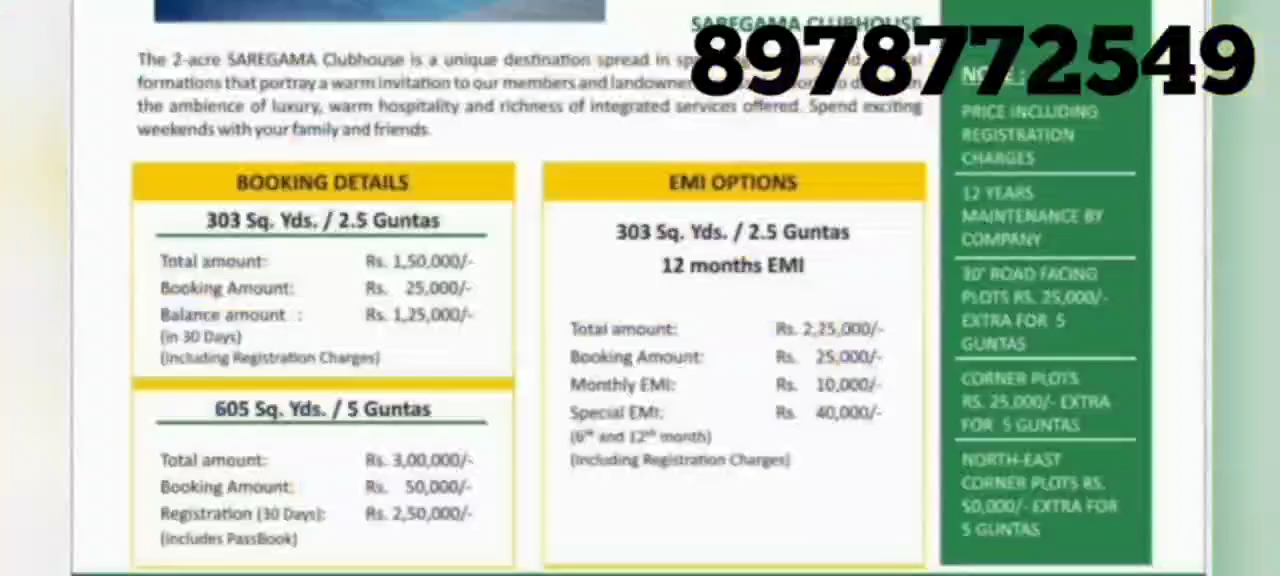 SAREGAMA CLUBHOUSE
8978772549
The 2-acre SAREGAMA Clubhouse is a unique destination spread in
formations that portray a warm invitation to our members and
the ambience of luxury, warm hospitality and richness of integrated services offered. Spend exciting
weekends with your family and friends.
BOOKING DETAILS
303 Sq. Yds. / 2.5 Guntas
Total amount: Rs. 1,50,000/-
Booking Amount: Rs. 25,000/-
Balance amount : Rs. 1,25,000/-
(in 30 Days)
(Including Registration Charges)
605 Sq. Yds. / 5 Guntas
Total amount: Rs. 3,00,000/-
Booking Amount: Rs. 50,000/-
Registration (30 Days): Rs. 2,50,000/-
(includes PassBook)
EMI OPTIONS
303 Sq. Yds. / 2.5 Guntas
12 months EMI
Total amount: Rs. 2,25,000/-
Booking Amount: Rs. 25,000/-
Monthly EMI: Rs. 10,000/-
Special EMI: Rs. 40,000/-
(6th and 12th month)
(Including Registration Charges)
NOTE :
PRICE INCLUDING
REGISTRATION
CHARGES
12 YEARS
MAINTENANCE BY
COMPANY
30' ROAD FACING
PLOTS RS. 25,000/-
EXTRA FOR 5
GUNTAS
CORNER PLOTS
RS. 25,000/- EXTRA
FOR 5 GUNTAS
NORTH-EAST
CORNER PLOTS RS.
50,000/- EXTRA FOR
5 GUNTAS